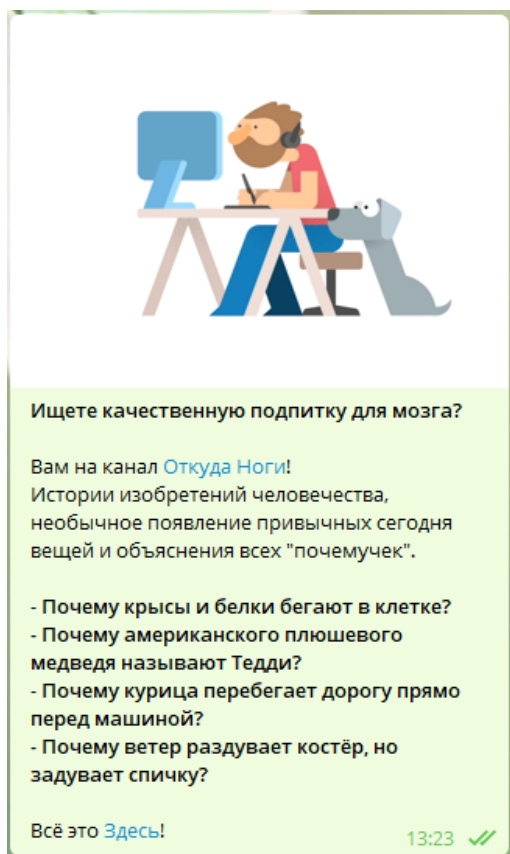 Ищете качественную подпитку для мозга?
Вам на канал Откуда Ноги!
Истории изобретений человечества,
необычное появление привычных сегодня
вещей и объяснения всех "почемучек".
- Почему крысы и белки бегают в клетке?
- Почему американского плюшевого
медведя называют Тедди?
- Почему курица перебегает дорогу прямо
перед машиной?
- Почему ветер раздувает костёр, но
задувает спичку?
Всё это Здесь!
13:23